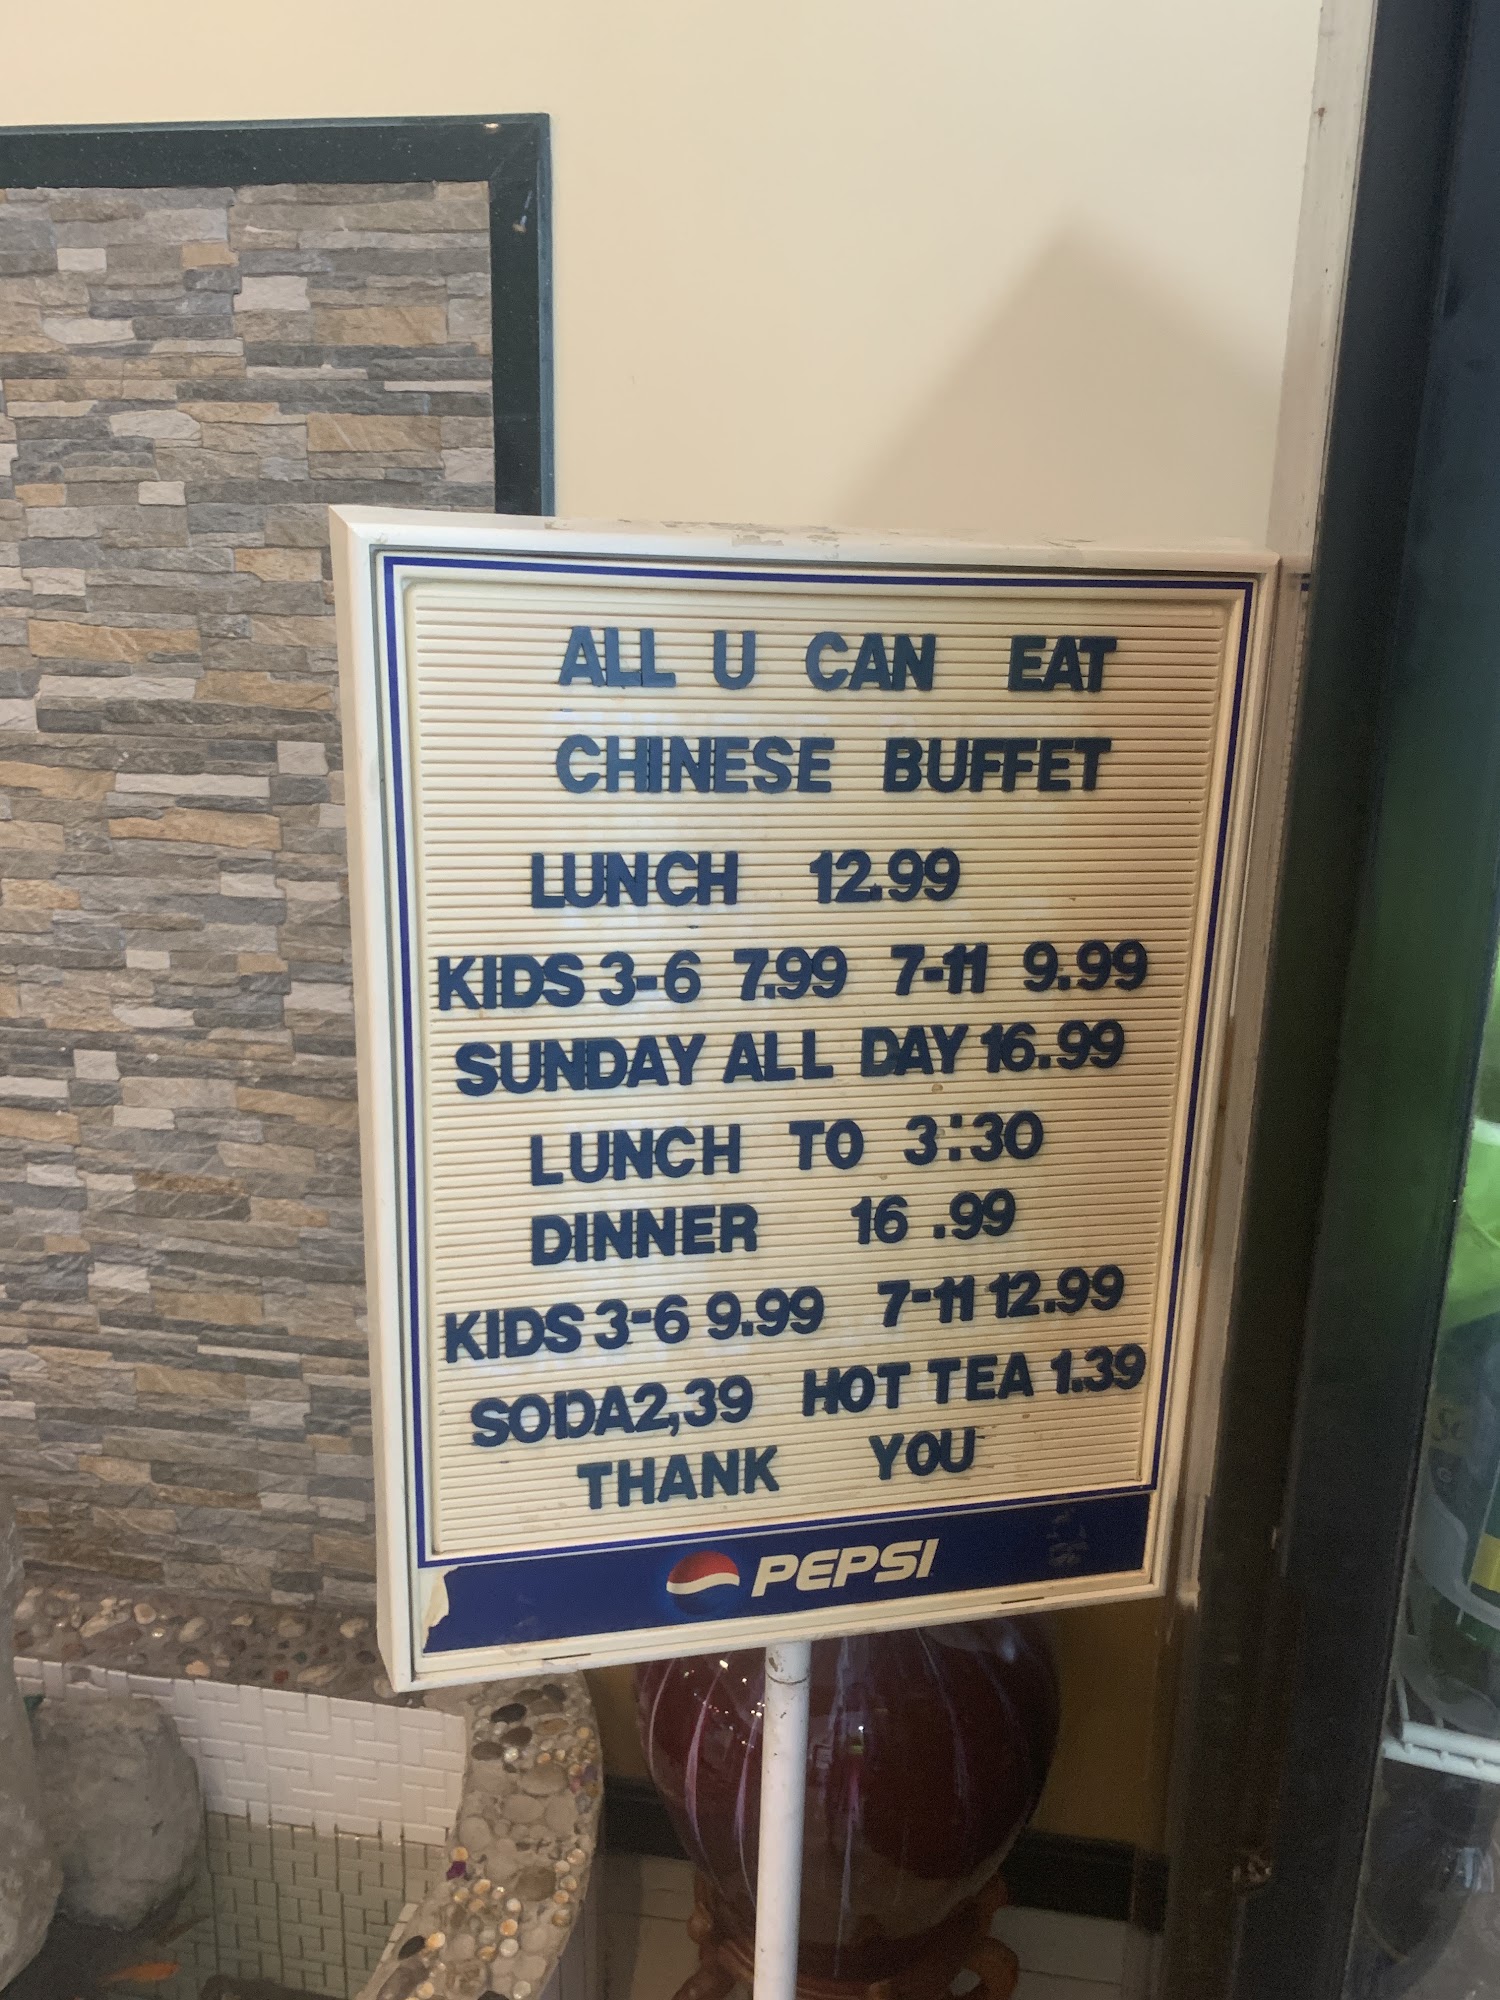 ALL U CAN EAT
CHINESE BUFFET
LUNCH 12.99
KIDS 3-6 7.99 7-11 9.99
SUNDAY ALL DAY 16.99
LUNCH TO 3:30
DINNER 16 .99
KIDS 3-6 9.99 7-11 12.99
SODA2,39 HOT TEA 1.39
THANK YOU
PEPSI